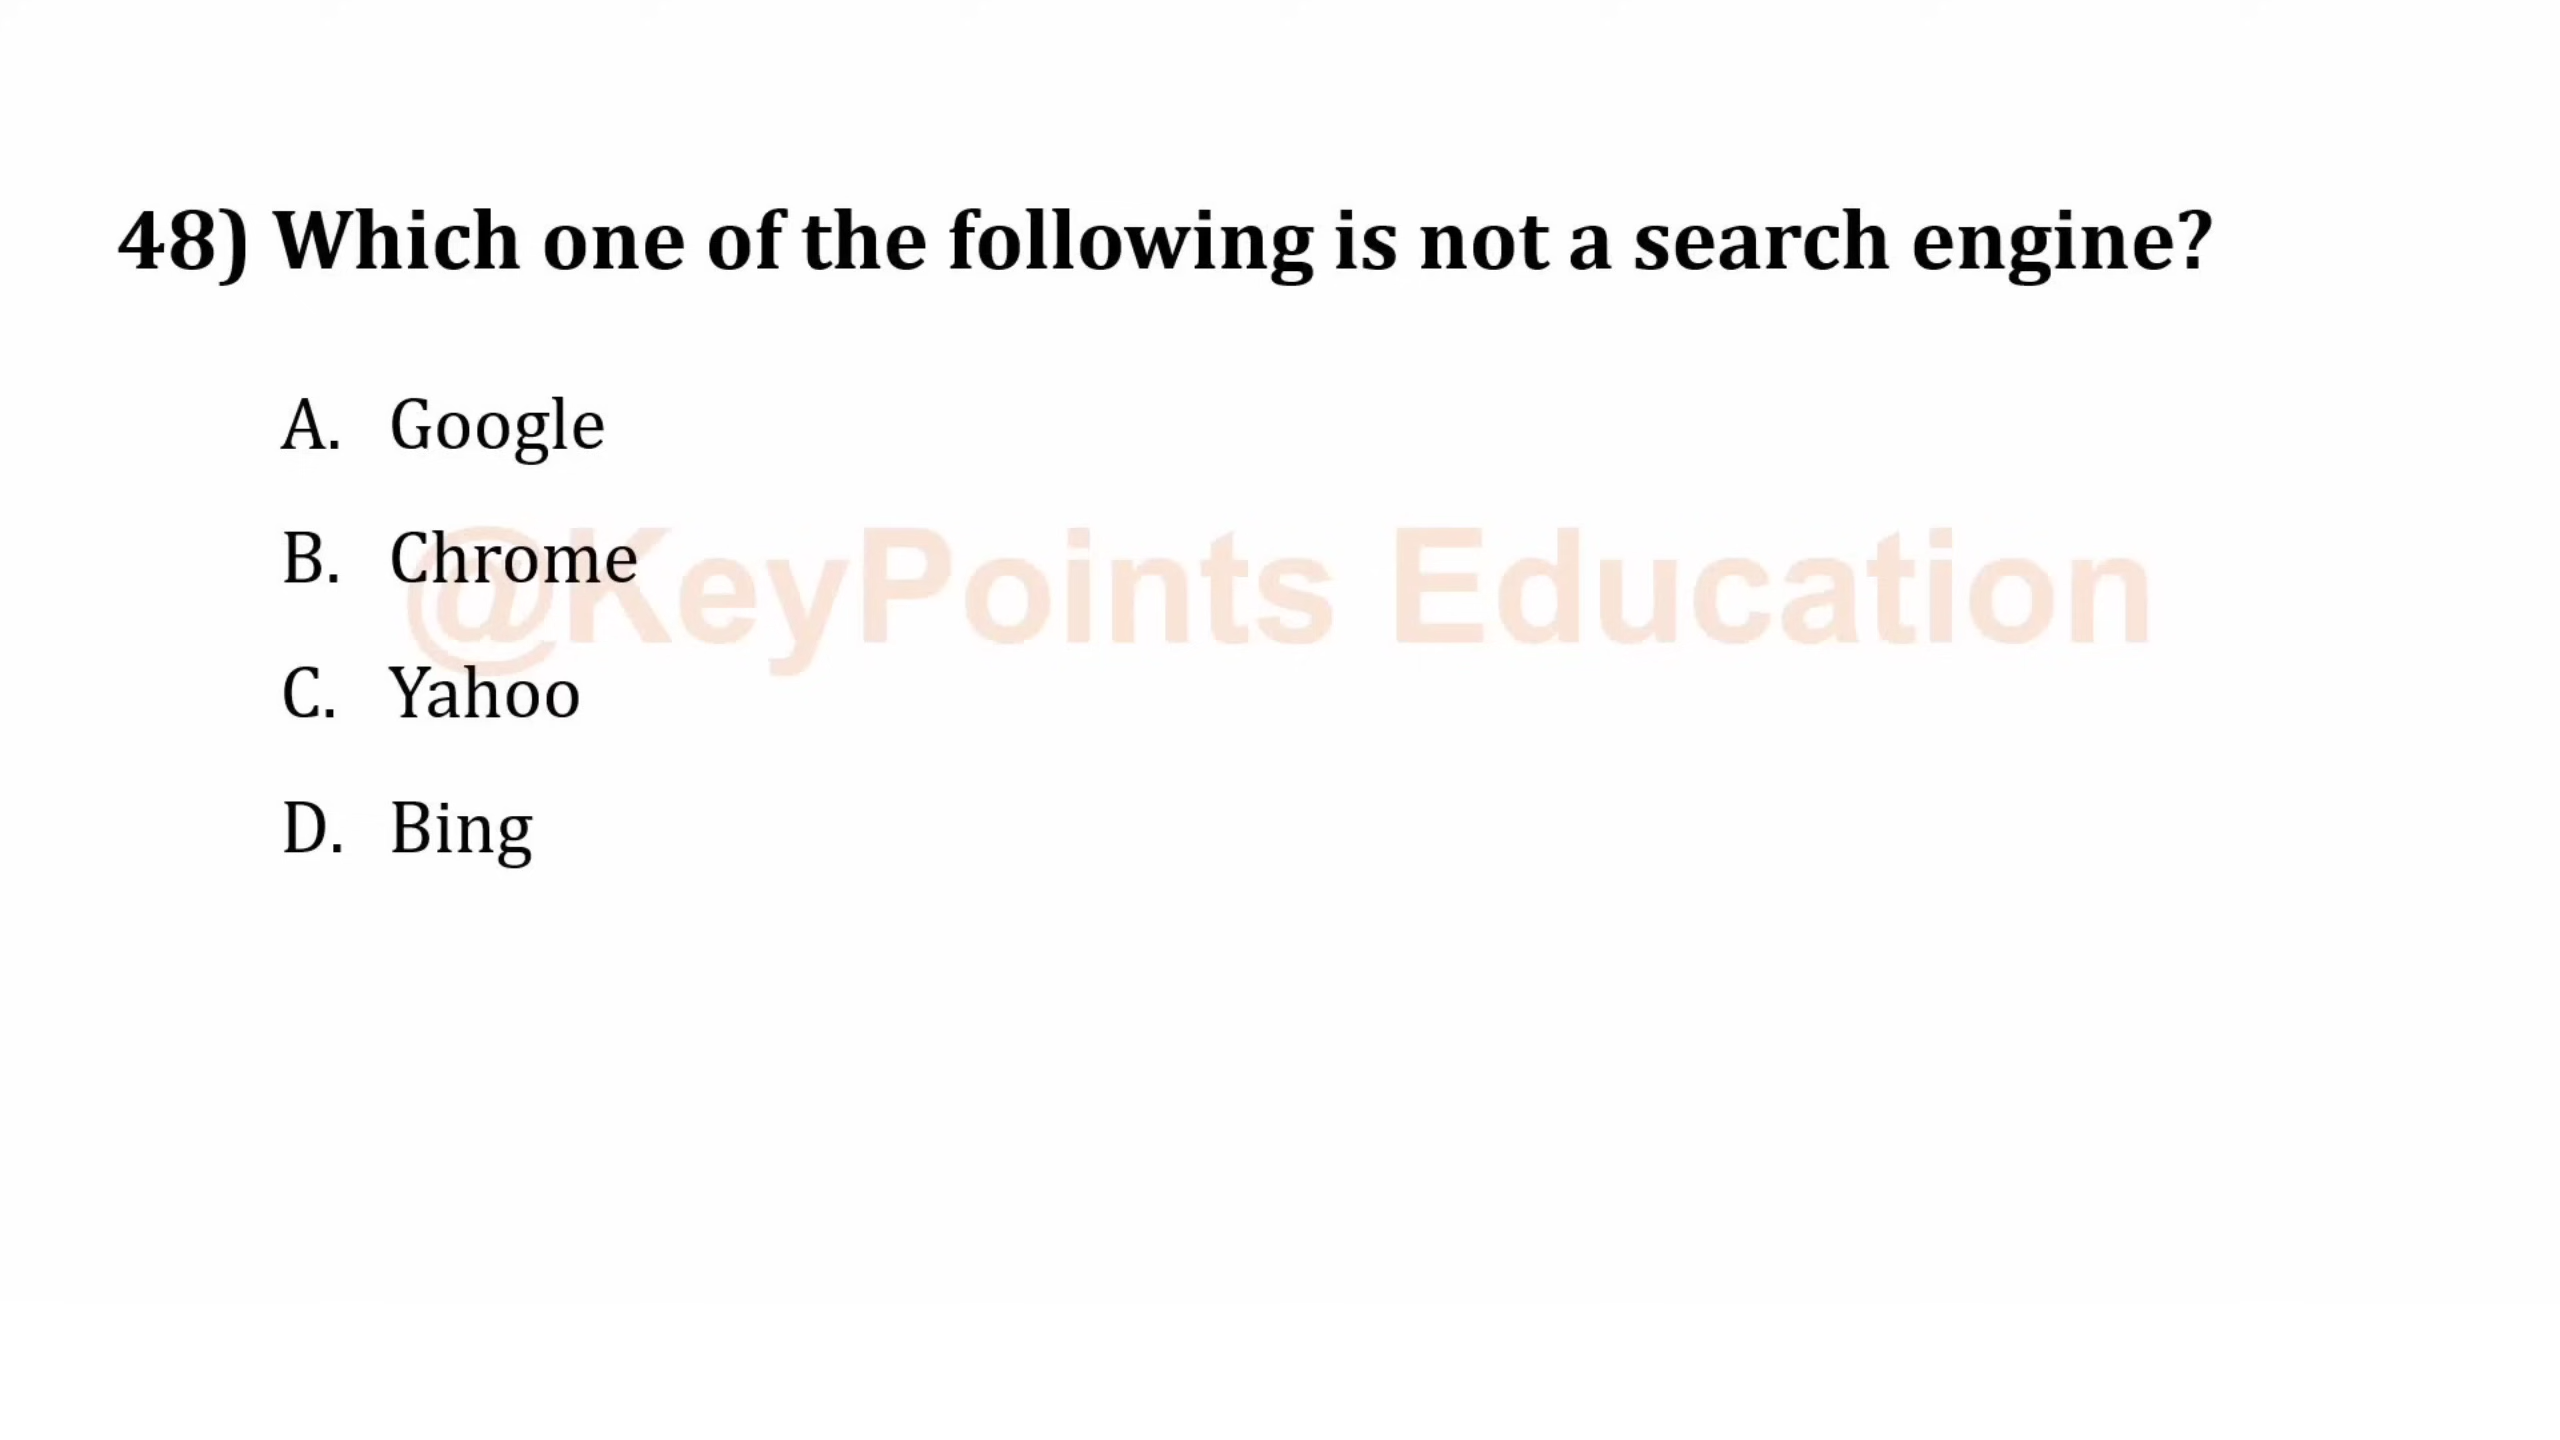 48) Which one of the following is not a search engine?
A. Google
B. Chrome
@KeyPoints Education
C. Yahoo
D. Bing